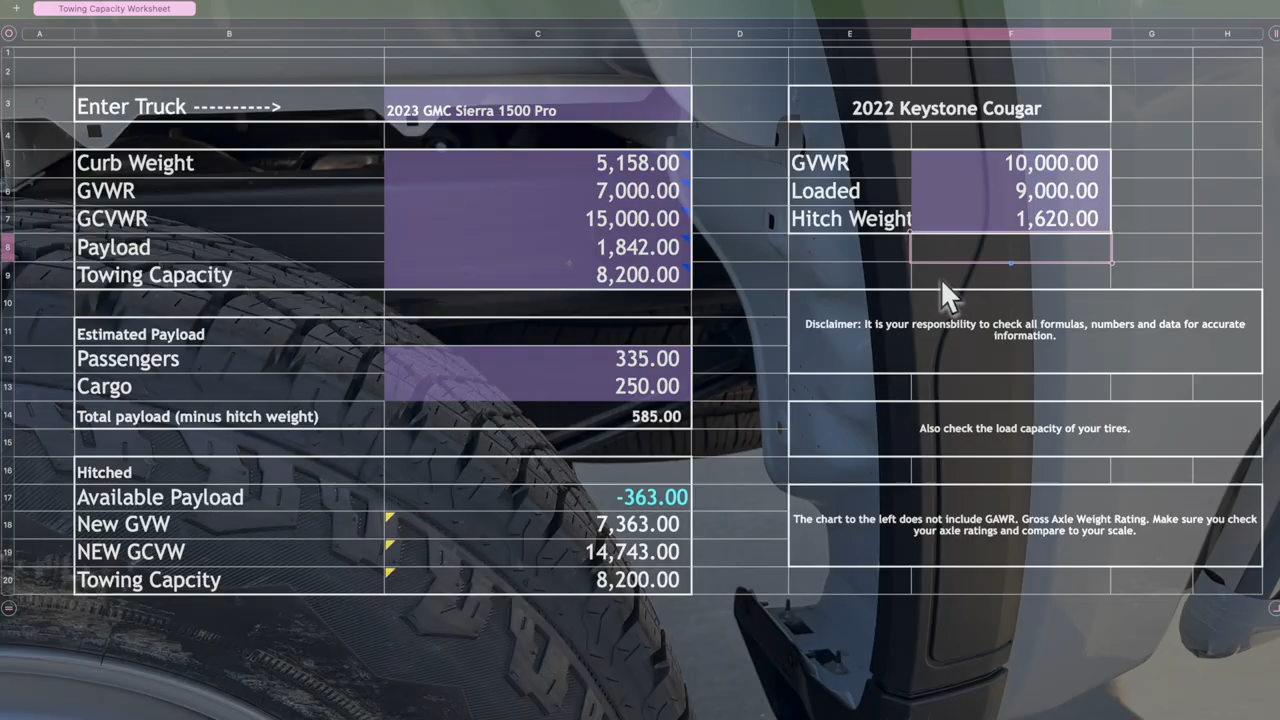 + Towing Capacity Worksheet
A B C D E F G H
1
2
3 Enter Truck ----------> 2023 GMC Sierra 1500 Pro 2022 Keystone Cougar
4
5 Curb Weight 5,158.00 GVWR 10,000.00
6 GVWR 7,000.00 Loaded 9,000.00
7 GCVWR 15,000.00 Hitch Weight 1,620.00
8 Payload 1,842.00
9 Towing Capacity 8,200.00
10
11 Estimated Payload
12 Passengers 335.00
13 Cargo 250.00
14 Total payload (minus hitch weight) 585.00
15
16 Hitched
17 Available Payload -363.00
18 New GVW 7,363.00
19 NEW GCVW 14,743.00
20 Towing Capcity 8,200.00
Disclaimer: It is your responsbility to check all formulas, numbers and data for accurate
information.
Also check the load capacity of your tires.
The chart to the left does not include GAWR. Gross Axle Weight Rating. Make sure you check
your axle ratings and compare to your scale.